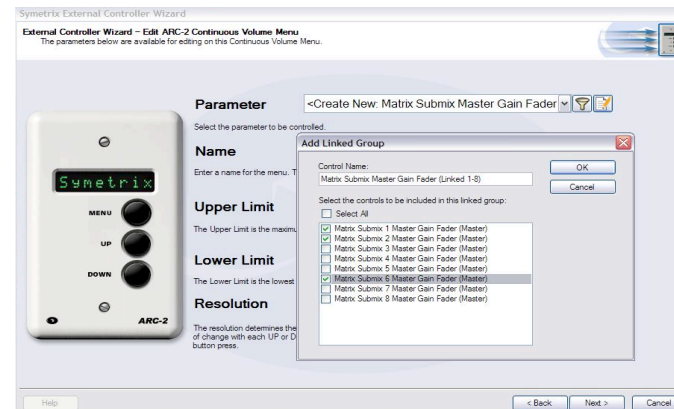 Symetrix External Controller Wizard
External Controller Wizard – Edit ARC-2 Continuous Volume Menu
The parameters below are available for editing on this Continuous Volume Menu.
Parameter
<Create New: Matrix Submix Master Gain Fader
Select the parameter to be controlled.
Name
Enter a name for the menu. T
Upper Limit
The Upper Limit is the maximu
Lower Limit
The Lower Limit is the lowest
Resolution
The resolution determines the
of change with each UP or D
button press.
Symetrix
MENU
UP
DOWN
ARC-2
Add Linked Group
Control Name:
Matrix Submix Master Gain Fader (Linked 1-8)
Select the controls to be included in this linked group:
Select All
Matrix Submix 1 Master Gain Fader (Master)
Matrix Submix 2 Master Gain Fader (Master)
Matrix Submix 3 Master Gain Fader (Master)
Matrix Submix 4 Master Gain Fader (Master)
Matrix Submix 5 Master Gain Fader (Master)
Matrix Submix 6 Master Gain Fader (Master)
Matrix Submix 7 Master Gain Fader (Master)
Matrix Submix 8 Master Gain Fader (Master)
OK
Cancel
Help
< Back
Next >
Cancel